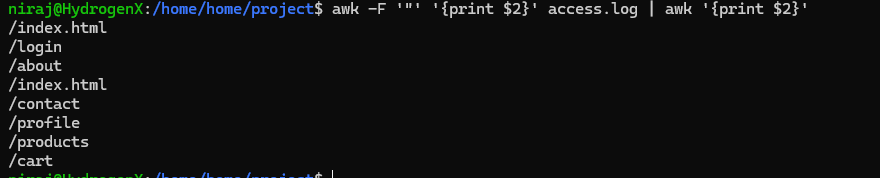 niraj@HydrogenX:/home/home/project$ awk -F '"' '{print $2}' access.log | awk '{print $2}'
/index.html
/login
/about
/index.html
/contact
/profile
/products
/cart
niraj@HydrogenX:/home/home/project$